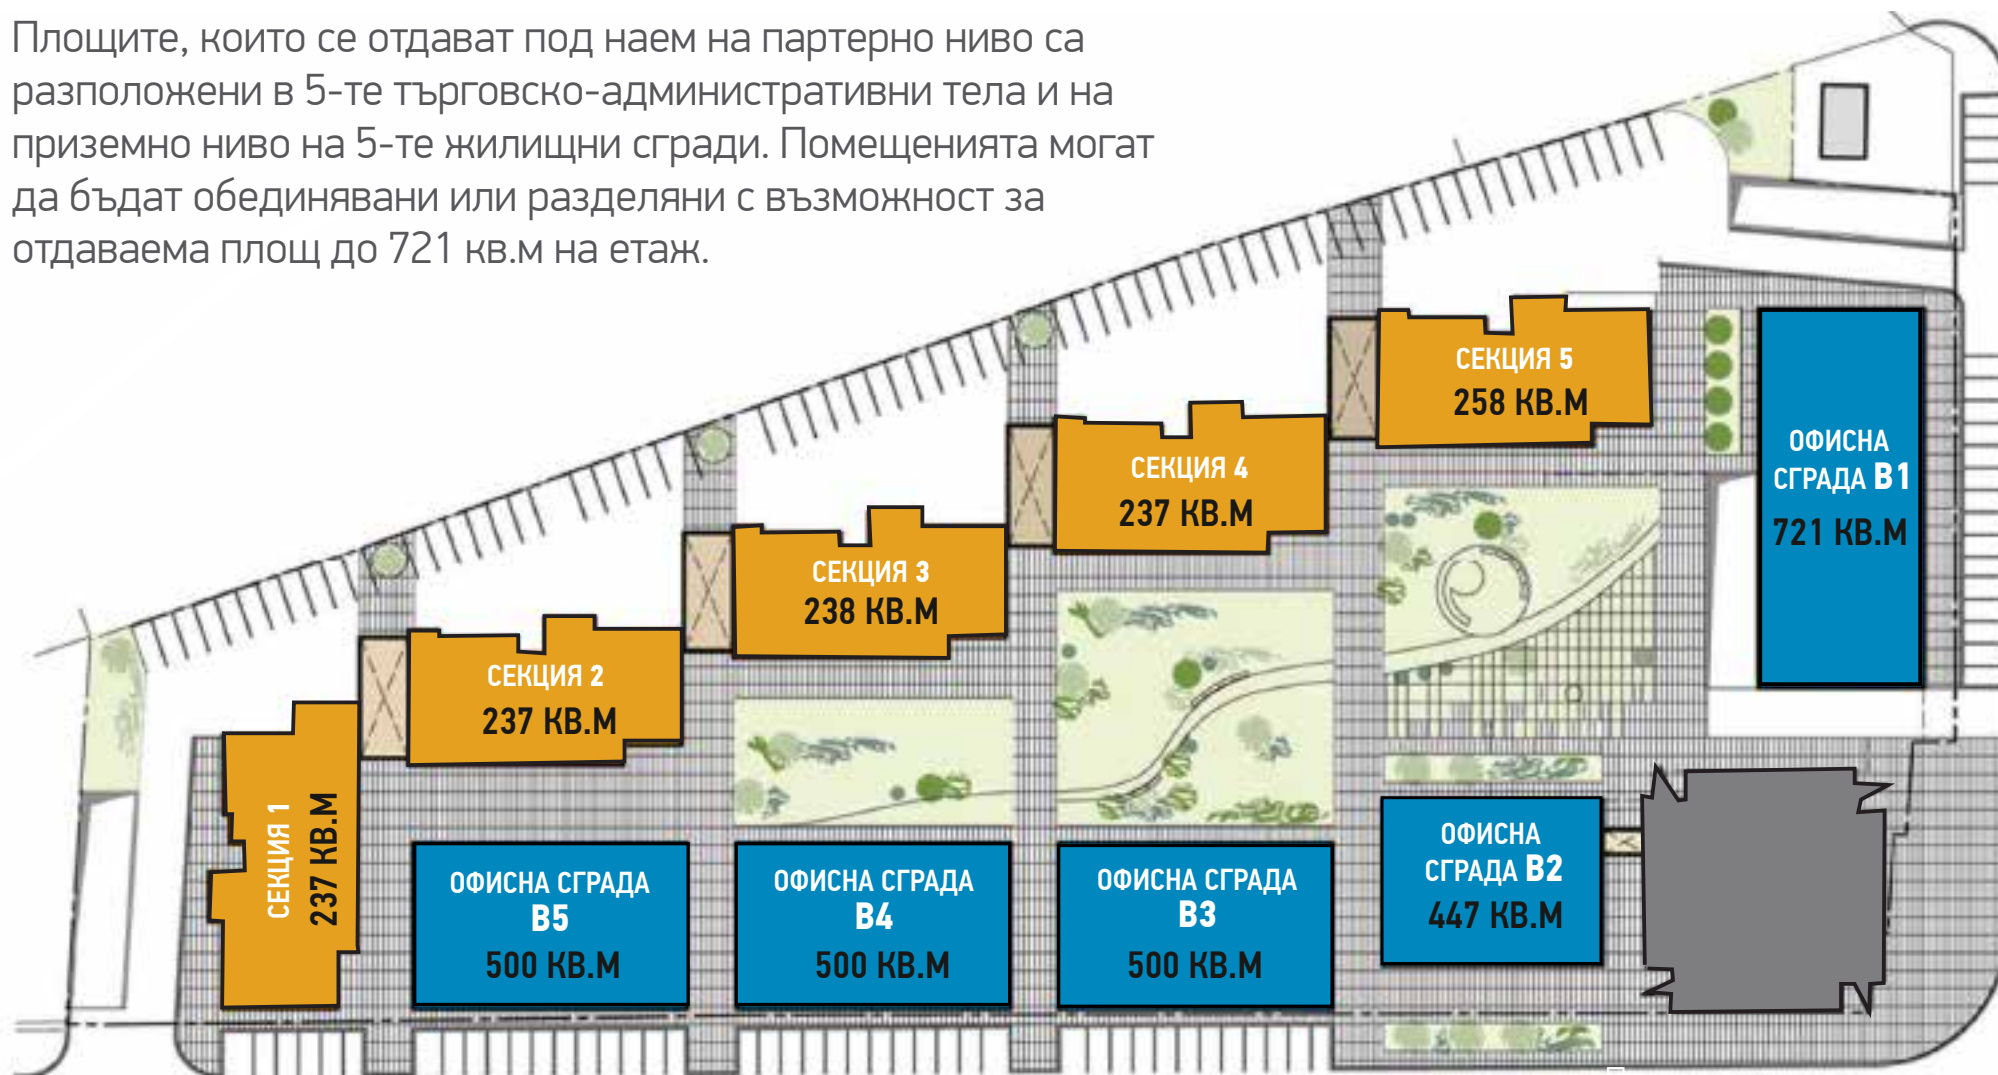 Площите, които се отдават под наем на партерно ниво са
разположени в 5-те търговско-административни тела и на
приземно ниво на 5-те жилищни сгради. Помещенията могат
да бъдат обединявани или разделяни с възможност за
отдаваема площ до 721 кв.м на етаж.
СЕКЦИЯ 5
258 КВ.М
ОФИСНА
СГРАДА B1
721 КВ.М
СЕКЦИЯ 4
237 КВ.М
СЕКЦИЯ 3
238 КВ.М
СЕКЦИЯ 2
237 КВ.М
СЕКЦИЯ 1
237 КВ.М
ОФИСНА СГРАДА
B5
500 КВ.М
ОФИСНА СГРАДА
B4
500 КВ.М
ОФИСНА СГРАДА
B3
500 КВ.М
ОФИСНА
СГРАДА B2
447 КВ.М